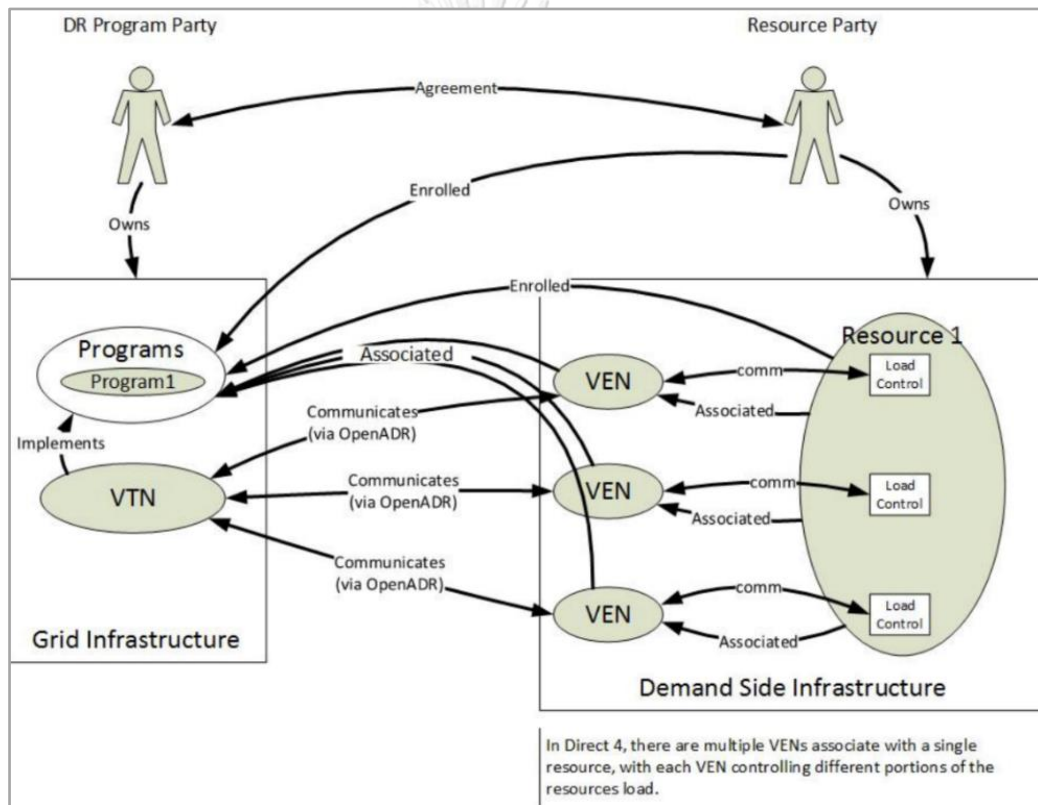 DR Program Party
Resource Party
Agreement
Enrolled
Owns
Owns
Enrolled
Programs
Program1
Associated
Resource 1
Load
Control
VEN
comm
Associated
Implements
Communicates
(via OpenADR)
VTN
Communicates
(via OpenADR)
VEN
comm
Load
Control
Associated
Communicates
(via OpenADR)
VEN
comm
Load
Control
Associated
Grid Infrastructure
Demand Side Infrastructure
In Direct 4, there are multiple VENs associate with a single
resource, with each VEN controlling different portions of the
resources load.